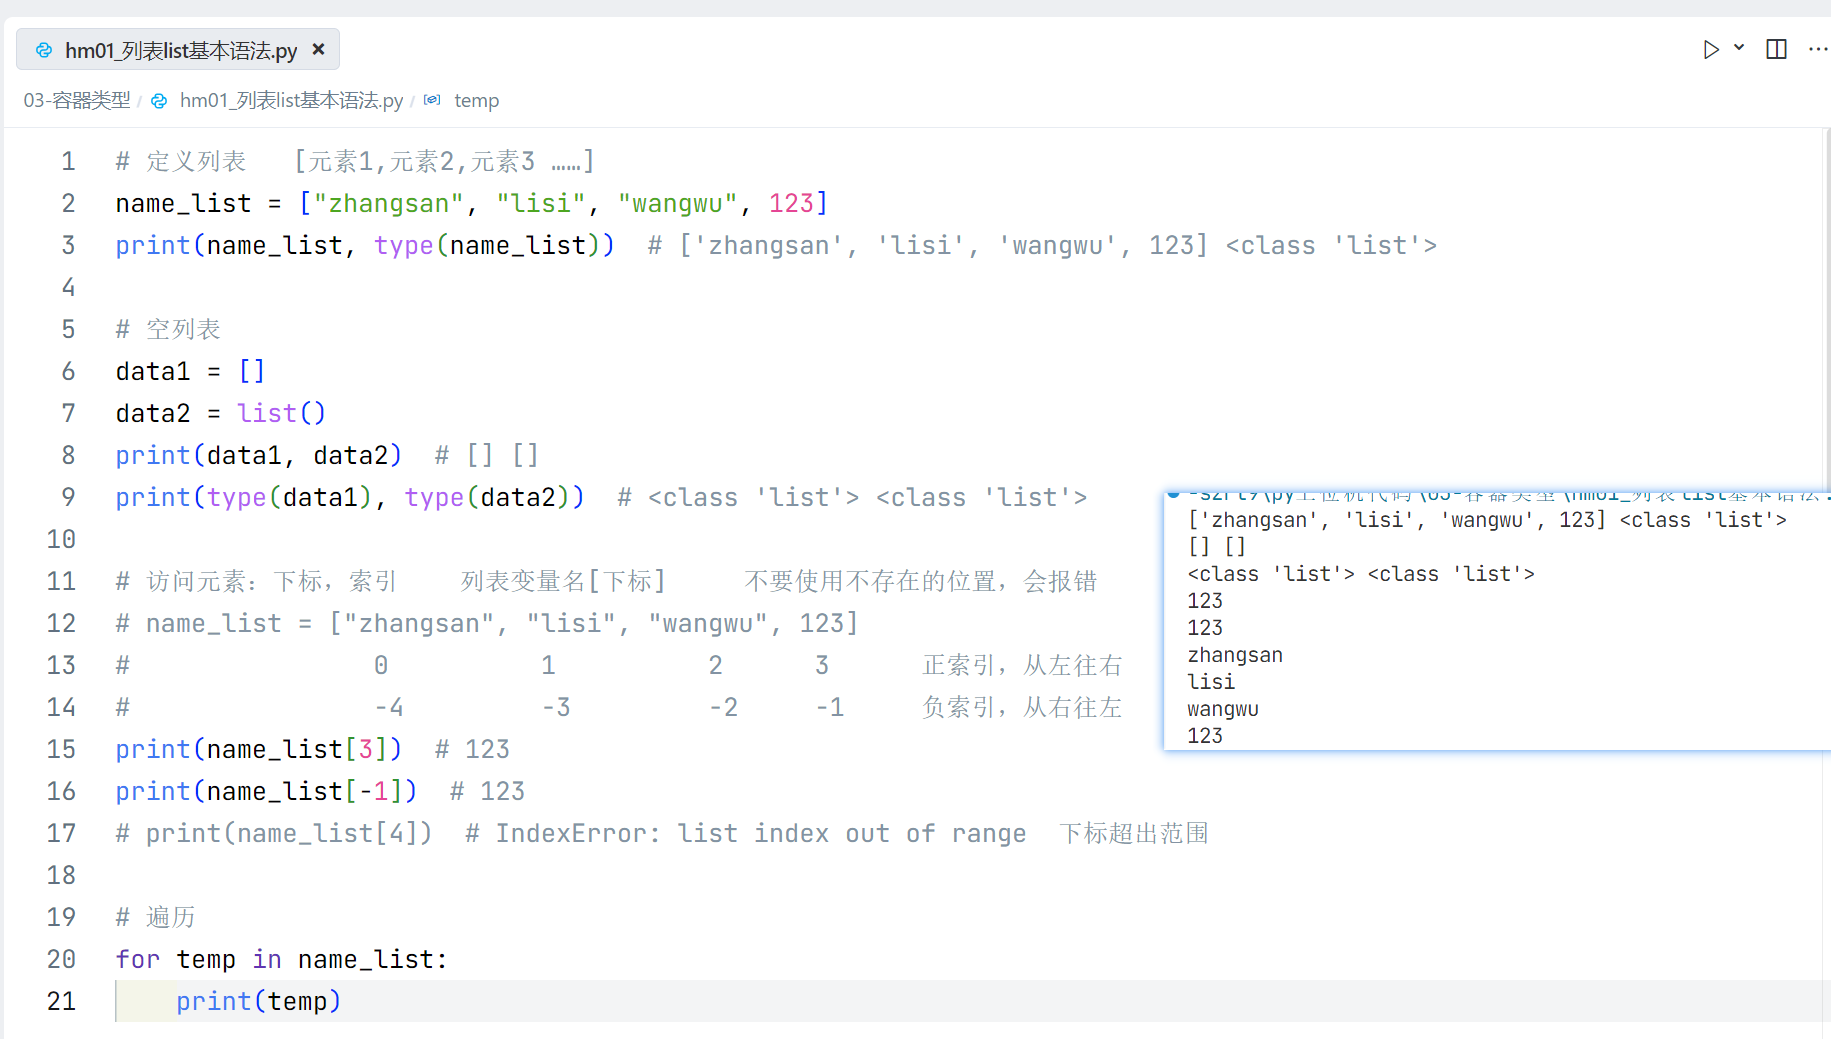 hm01_列表list基本语法.py ×
03-容器类型 / hm01_列表list基本语法.py / temp
1 # 定义列表   [元素1,元素2,元素3 ……]
2 name_list = ["zhangsan", "lisi", "wangwu", 123]
3 print(name_list, type(name_list))  # ['zhangsan', 'lisi', 'wangwu', 123] <class 'list'>
4
5 # 空列表
6 data1 = []
7 data2 = list()
8 print(data1, data2)  # [] []
9 print(type(data1), type(data2))  # <class 'list'> <class 'list'>
10
11 # 访问元素：下标，索引    列表变量名[下标]     不要使用不存在的位置，会报错
12 # name_list = ["zhangsan", "lisi", "wangwu", 123]
13 #                0          1          2      3      正索引，从左往右
14 #                -4         -3         -2     -1     负索引，从右往左
15 print(name_list[3])  # 123
16 print(name_list[-1])  # 123
17 # print(name_list[4])  # IndexError: list index out of range  下标超出范围
18
19 # 遍历
20 for temp in name_list:
21     print(temp)
['zhangsan', 'lisi', 'wangwu', 123] <class 'list'>
[] []
<class 'list'> <class 'list'>
123
123
zhangsan
lisi
wangwu
123